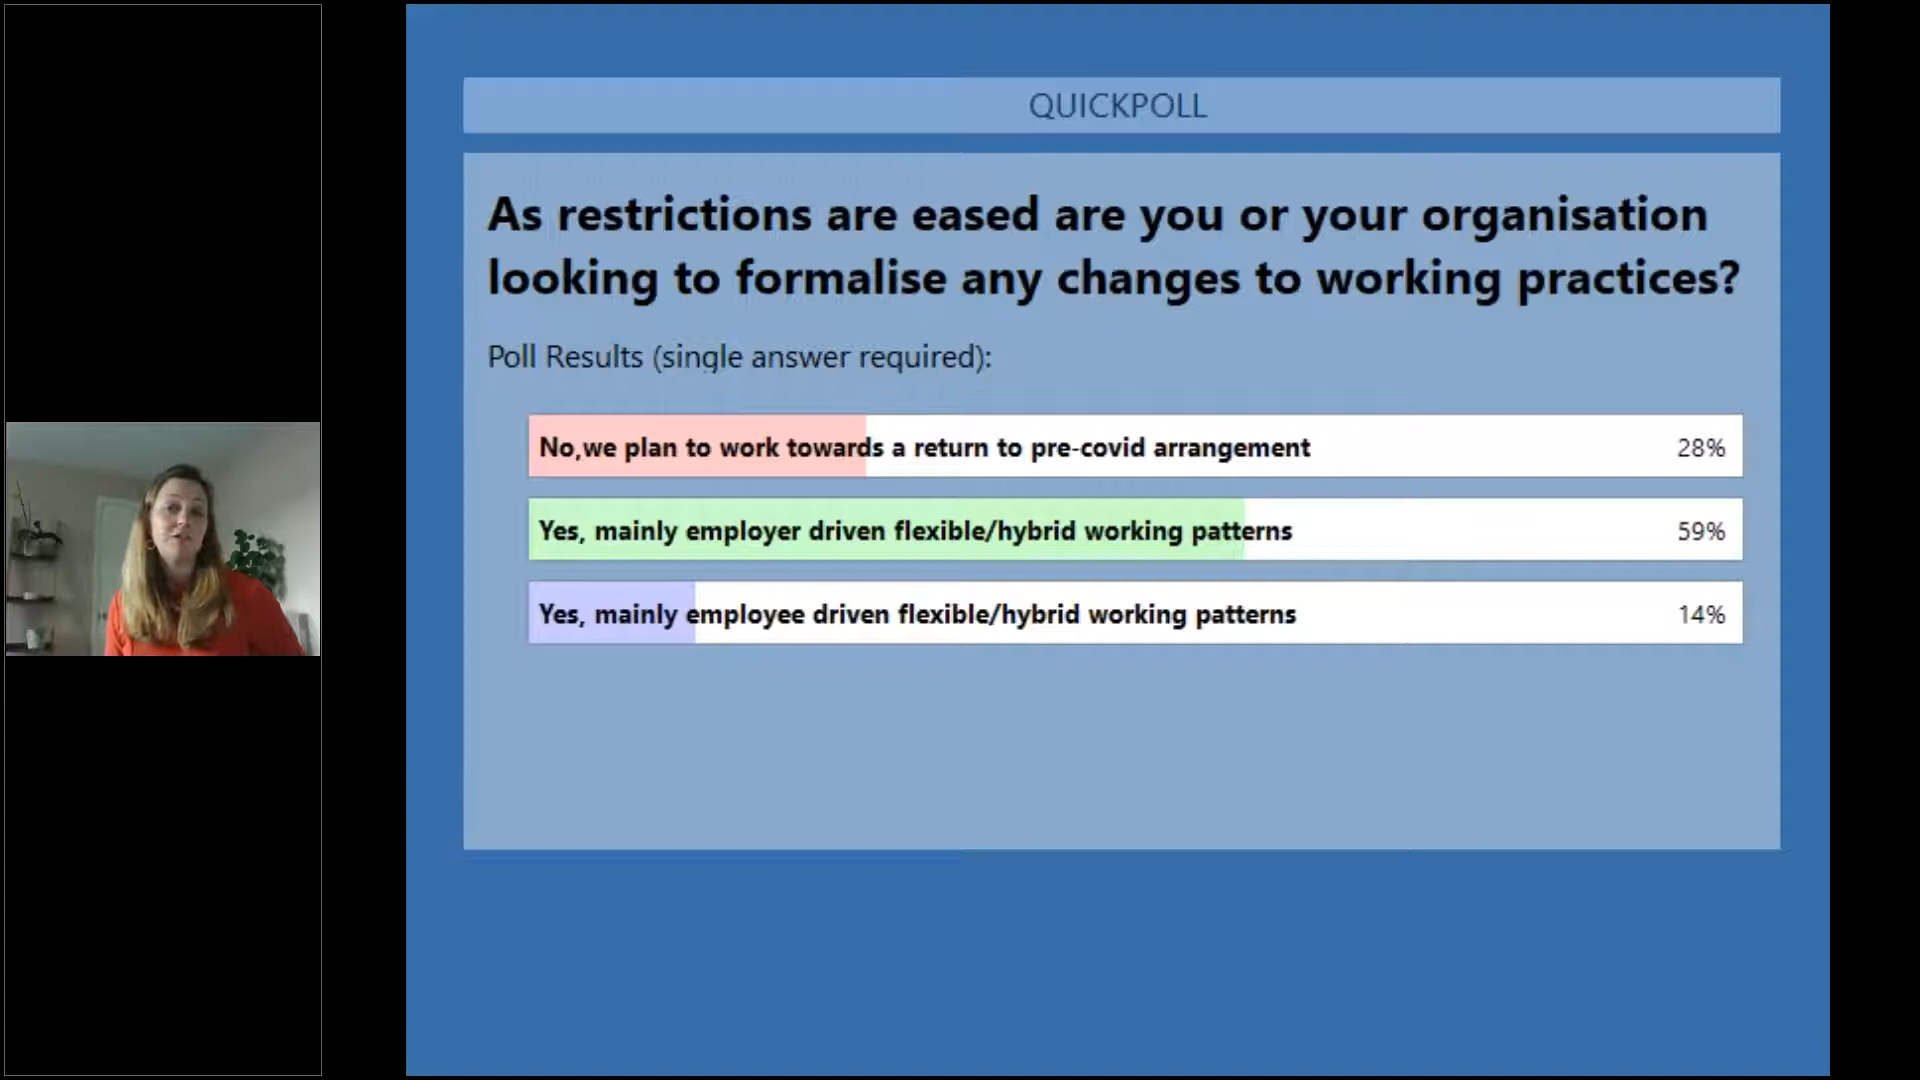 QUICKPOLL
As restrictions are eased are you or your organisation
looking to formalise any changes to working practices?
Poll Results (single answer required):
No,we plan to work towards a return to pre-covid arrangement 28%
Yes, mainly employer driven flexible/hybrid working patterns 59%
Yes, mainly employee driven flexible/hybrid working patterns 14%